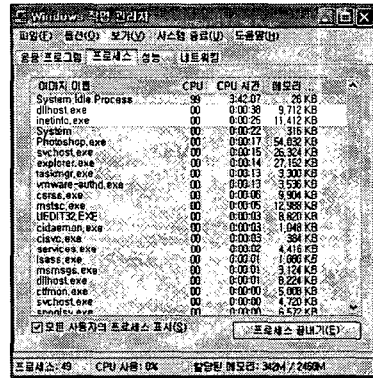 Windows 작업 관리자
파일(F) 옵션(O) 보기(V) 시스템 종료(U) 도움말(H)
응용 프로그램 프로세스 성능 네트워킹
이미지 이름 CPU CPU 시간 메모리 ...
System Idle Process 99 3:42:07 28 KB
dllhost.exe 00 0:00:38 9,712 KB
inetinfo.exe 00 0:00:26 11,412 KB
System 00 0:00:22 316 KB
Photoshop.exe 00 0:00:17 54,032 KB
svchost.exe 00 0:00:15 26,324 KB
explorer.exe 00 0:00:14 27,152 KB
taskmgr.exe 00 0:00:13 3,300 KB
vmware-authd.exe 00 0:00:13 3,536 KB
csrss.exe 00 0:00:06 9,904 KB
mstsc.exe 00 0:00:05 12,988 KB
UEDIT32.EXE 00 0:00:03 8,820 KB
cidaemon.exe 00 0:00:03 1,048 KB
cisvc.exe 00 0:00:03 384 KB
services.exe 00 0:00:02 4,416 KB
lsass.exe 00 0:00:01 1,086 KB
msmsgs.exe 00 0:00:01 3,124 KB
dllhost.exe 00 0:00:01 8,224 KB
ctfmon.exe 00 0:00:00 5,008 KB
svchost.exe 00 0:00:00 4,720 KB
spoolsv.exe 00 0:00:00 6,572 KB
모든 사용자의 프로세스 표시(S) 프로세스 끝내기(E)
프로세스: 49 CPU 사용: 0% 할당된 메모리: 342M / 2460M